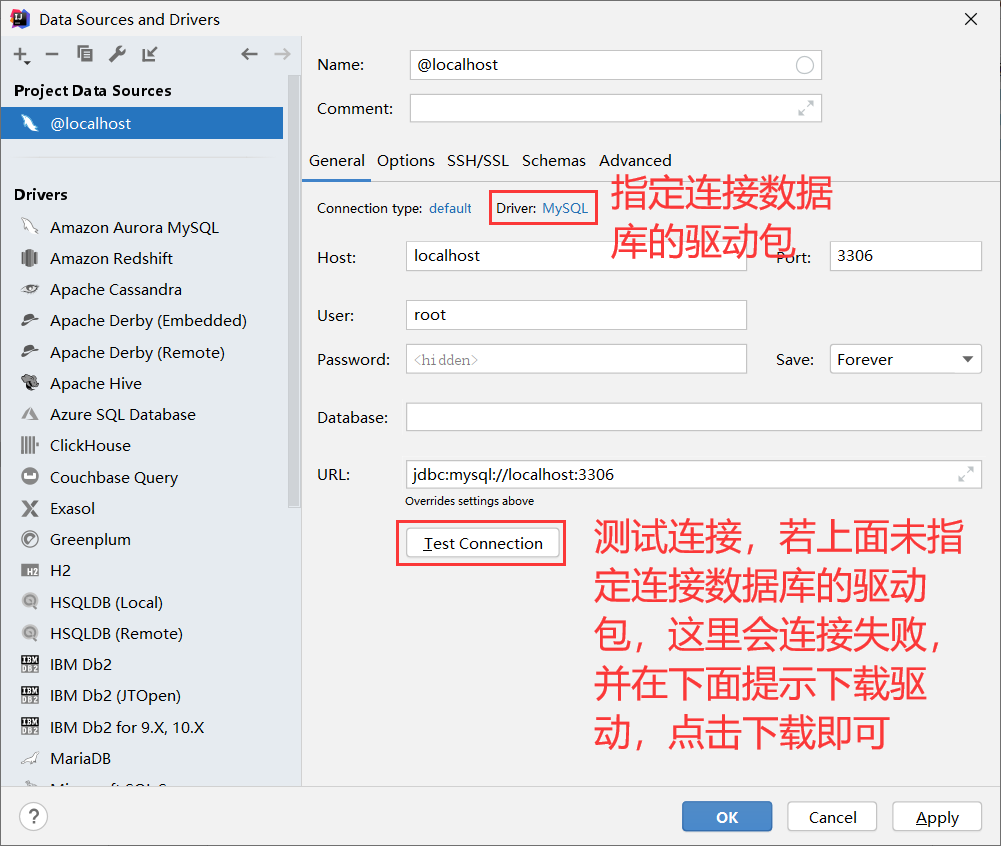 Data Sources and Drivers
Project Data Sources
@localhost
Drivers
Amazon Aurora MySQL
Amazon Redshift
Apache Cassandra
Apache Derby (Embedded)
Apache Derby (Remote)
Apache Hive
Azure SQL Database
ClickHouse
Couchbase Query
Exasol
Greenplum
H2
H2
HSQLDB (Local)
HSQLDB (Remote)
IBM DB2
IBM Db2
IBM DB2
IBM Db2 (JTOpen)
IBM DB2
IBM Db2 for 9.X, 10.X
MariaDB
Name: @localhost
Comment:
General Options SSH/SSL Schemas Advanced
Connection type: default Driver: MySQL
指定连接数据
库的驱动包
Host: localhost Port: 3306
User: root
Password: <hidden> Save: Forever
Database:
URL: jdbc:mysql://localhost:3306
Overrides settings above
Test Connection
测试连接，若上面未指
定连接数据库的驱动
包，这里会连接失败，
并在下面提示下载驱
动，点击下载即可
? OK Cancel Apply